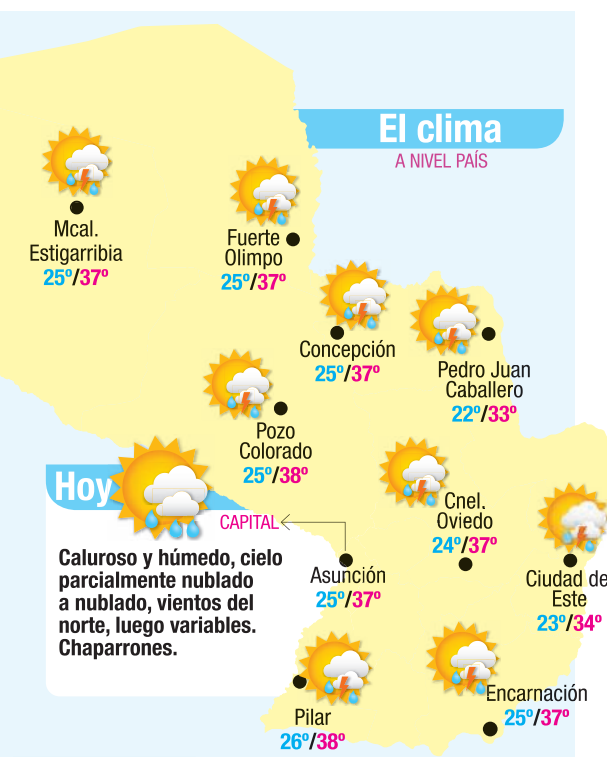 El clima
A NIVEL PAÍS
Mcal.
Estigarribia
25º/37º
Fuerte
Olimpo
25º/37º
Concepción
25º/37º
Pedro Juan
Caballero
22º/33º
Pozo
Colorado
25º/38º
Cnel.
Oviedo
24º/37º
Ciudad de
Este
23º/34º
Hoy
CAPITAL
Caluroso y húmedo, cielo
parcialmente nublado
a nublado, vientos del
norte, luego variables.
Chaparrones.
Asunción
25º/37º
Pilar
26º/38º
Encarnación
25º/37º